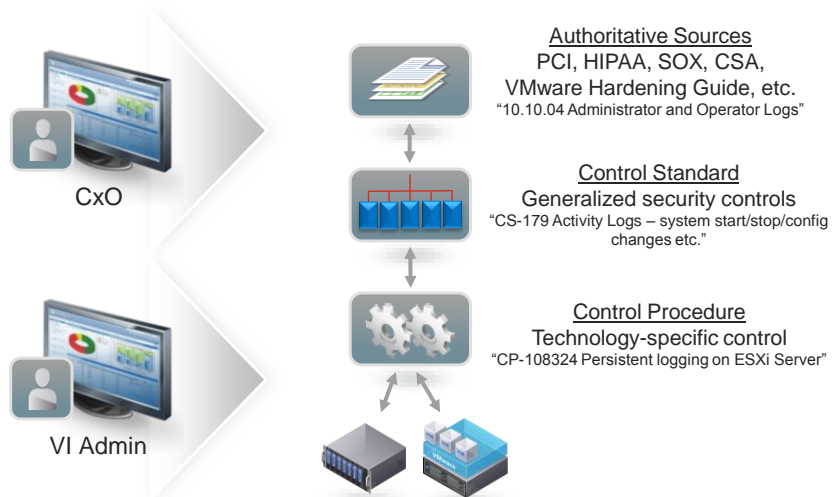 Authoritative Sources
PCI, HIPAA, SOX, CSA,
VMware Hardening Guide, etc.
“10.10.04 Administrator and Operator Logs”
CxO
Control Standard
Generalized security controls
“CS-179 Activity Logs – system start/stop/config
changes etc.”
Control Procedure
Technology-specific control
“CP-108324 Persistent logging on ESXi Server”
VI Admin
VMware